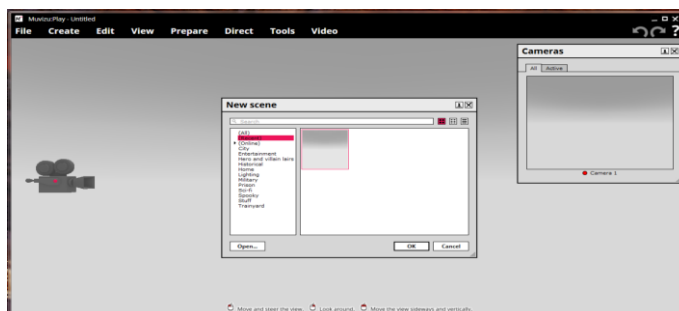 Muvizu:Play - Untitled
File Create Edit View Prepare Direct Tools Video ?
Cameras
All Active
Camera 1
New scene
Search
(All)
(Recent)
(Online)
City
Entertainment
Hero and villain lairs
Historical
Home
Lighting
Military
Prison
Sci-fi
Spooky
Stuff
Trainyard
Open... OK Cancel
Move and steer the view. Look around. Move the view sideways and vertically.